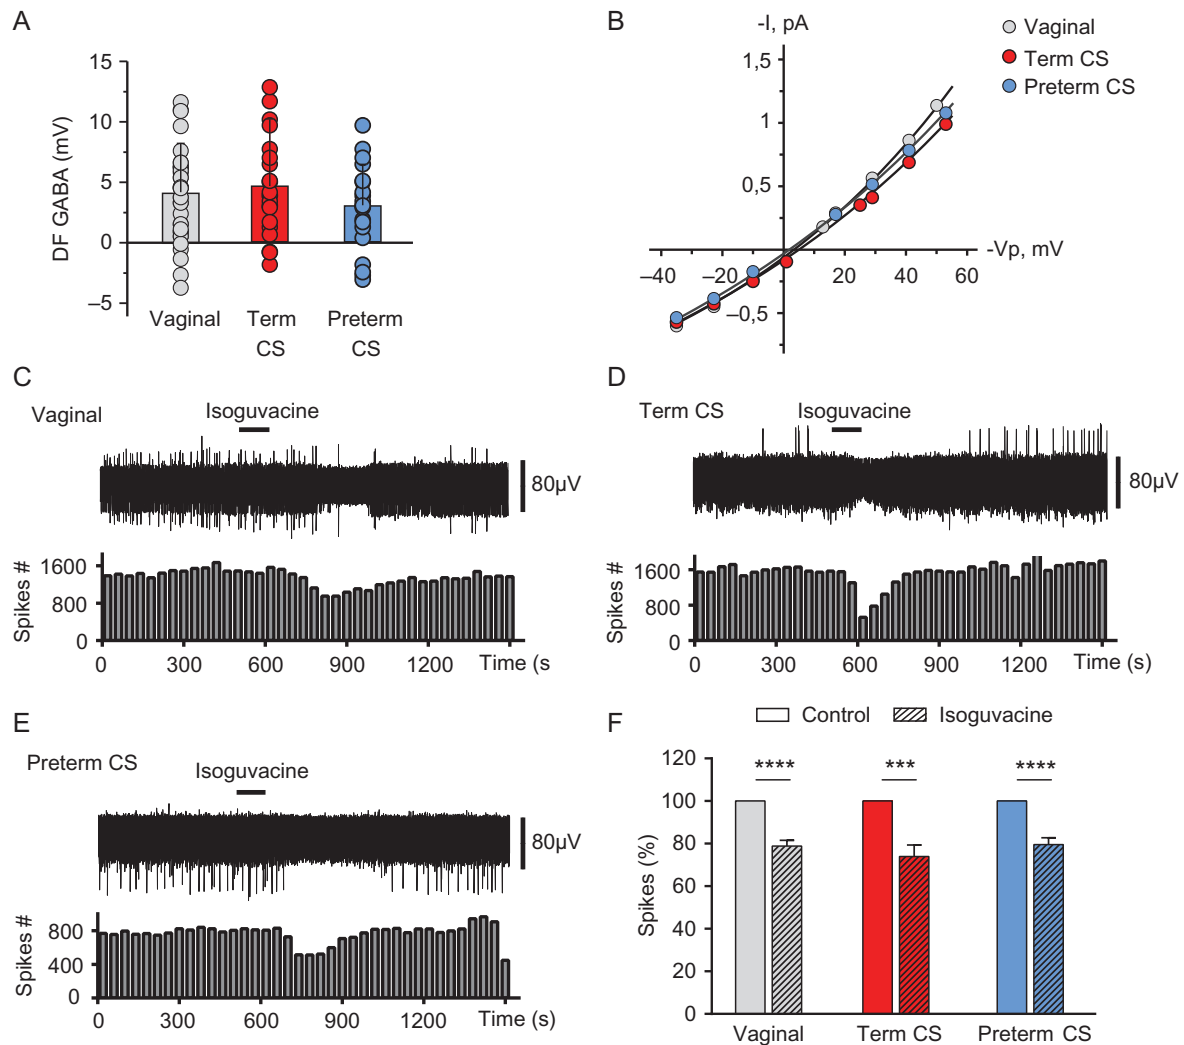 A
15
10
5
0
–5
DF GABA (mV)
Vaginal
Term
CS
Preterm
CS
B
-I, pA
1,5
1
0,5
–0,5
–40
–20
20
40
60
-Vp, mV
Vaginal
Term CS
Preterm CS
C
Vaginal
Isoguvacine
80µV
Spikes #
1600
800
0
0
300
600
900
1200
Time (s
D
Term CS
Isoguvacine
80µV
Spikes #
1600
800
0
0
300
600
900
1200
Time (s
E
Preterm CS
Isoguvacine
80µV
Spikes #
800
400
0
0
300
600
900
1200
Time (s)
F
Control
Isoguvacine
120
100
80
60
40
20
0
Spikes (%)
****
***
****
Vaginal
Term CS
Preterm CS